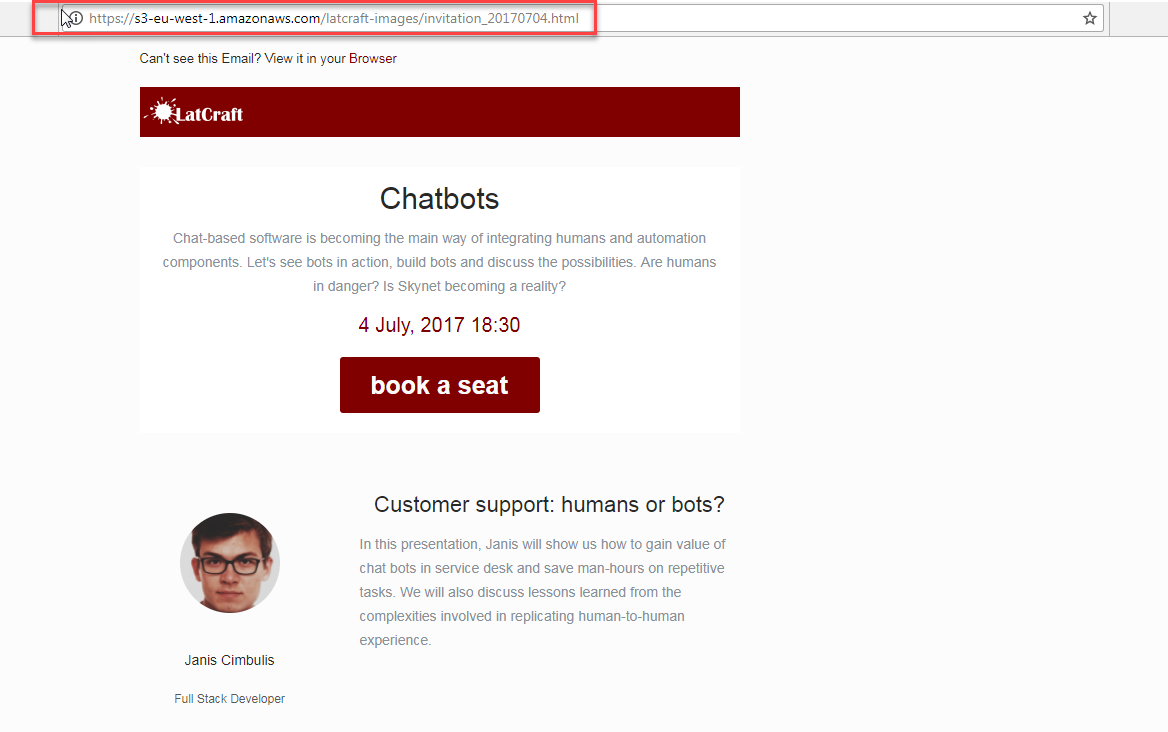 https://s3-eu-west-1.amazonaws.com/latcraft-images/invitation_20170704.html
Can't see this Email? View it in your Browser
LatCraft
Chatbots
Chat-based software is becoming the main way of integrating humans and automation
components. Let's see bots in action, build bots and discuss the possibilities. Are humans
in danger? Is Skynet becoming a reality?
4 July, 2017 18:30
book a seat
Customer support: humans or bots?
In this presentation, Janis will show us how to gain value of
chat bots in service desk and save man-hours on repetitive
tasks. We will also discuss lessons learned from the
complexities involved in replicating human-to-human
experience.
Janis Cimbulis
Full Stack Developer